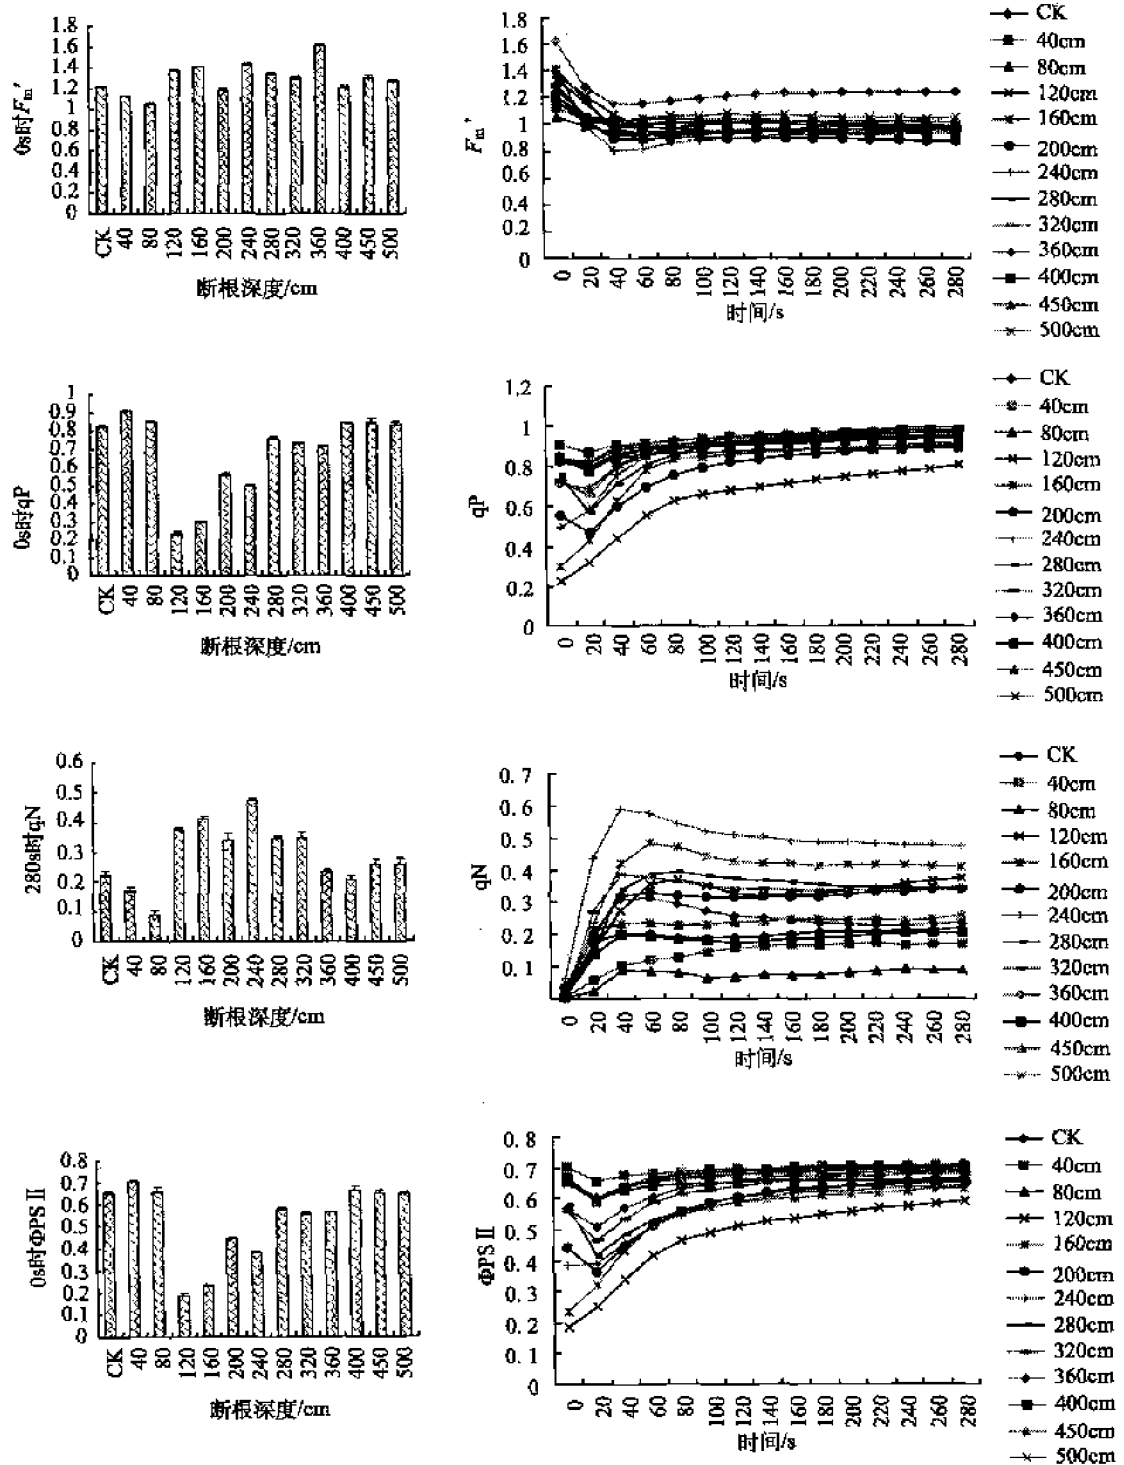 1.8
1.6
1.4
1.2
1
0.8
0.6
0.4
0.2
0
0s时Fm'
CK 40 80 120 160 200 240 280 320 360 400 450 500
断根深度/cm
1.8
1.6
1.4
1.2
1
0.8
0.6
0.4
0.2
0
Fm'
0 20 40 60 80 100 120 140 160 180 200 220 240 260 280
时间/s
CK
40cm
80cm
120cm
160cm
200cm
240cm
280cm
320cm
360cm
400cm
450cm
500cm
1
0.9
0.8
0.7
0.6
0.5
0.4
0.3
0.2
0.1
0
0s时qP
CK 40 80 120 160 200 240 280 320 360 400 450 500
断根深度/cm
1.2
1
0.8
0.6
0.4
0.2
0
qP
0 20 40 60 80 100 120 140 160 180 200 220 240 260 280
时间/s
CK
40cm
80cm
120cm
160cm
200cm
240cm
280cm
320cm
360cm
400cm
450cm
500cm
0.6
0.5
0.4
0.3
0.2
0.1
0
280s时qN
CK 40 80 120 160 200 240 280 320 360 400 450 500
断根深度/cm
0.7
0.6
0.5
0.4
0.3
0.2
0.1
qN
0 20 40 60 80 100 120 140 160 180 200 220 240 260 280
时间/s
CK
40cm
80cm
120cm
160cm
200cm
240cm
280cm
320cm
360cm
400cm
450cm
500cm
0.8
0.7
0.6
0.5
0.4
0.3
0.2
0.1
0
0s时ΦPSⅡ
CK 40 80 120 160 200 240 280 320 360 400 450 500
断根深度/cm
0.8
0.7
0.6
0.5
0.4
0.3
0.2
0.1
0
ΦPSⅡ
0 20 40 60 80 100 120 140 160 180 200 220 240 260 280
时间/s
CK
40cm
80cm
120cm
160cm
200cm
240cm
280cm
320cm
360cm
400cm
450cm
500cm